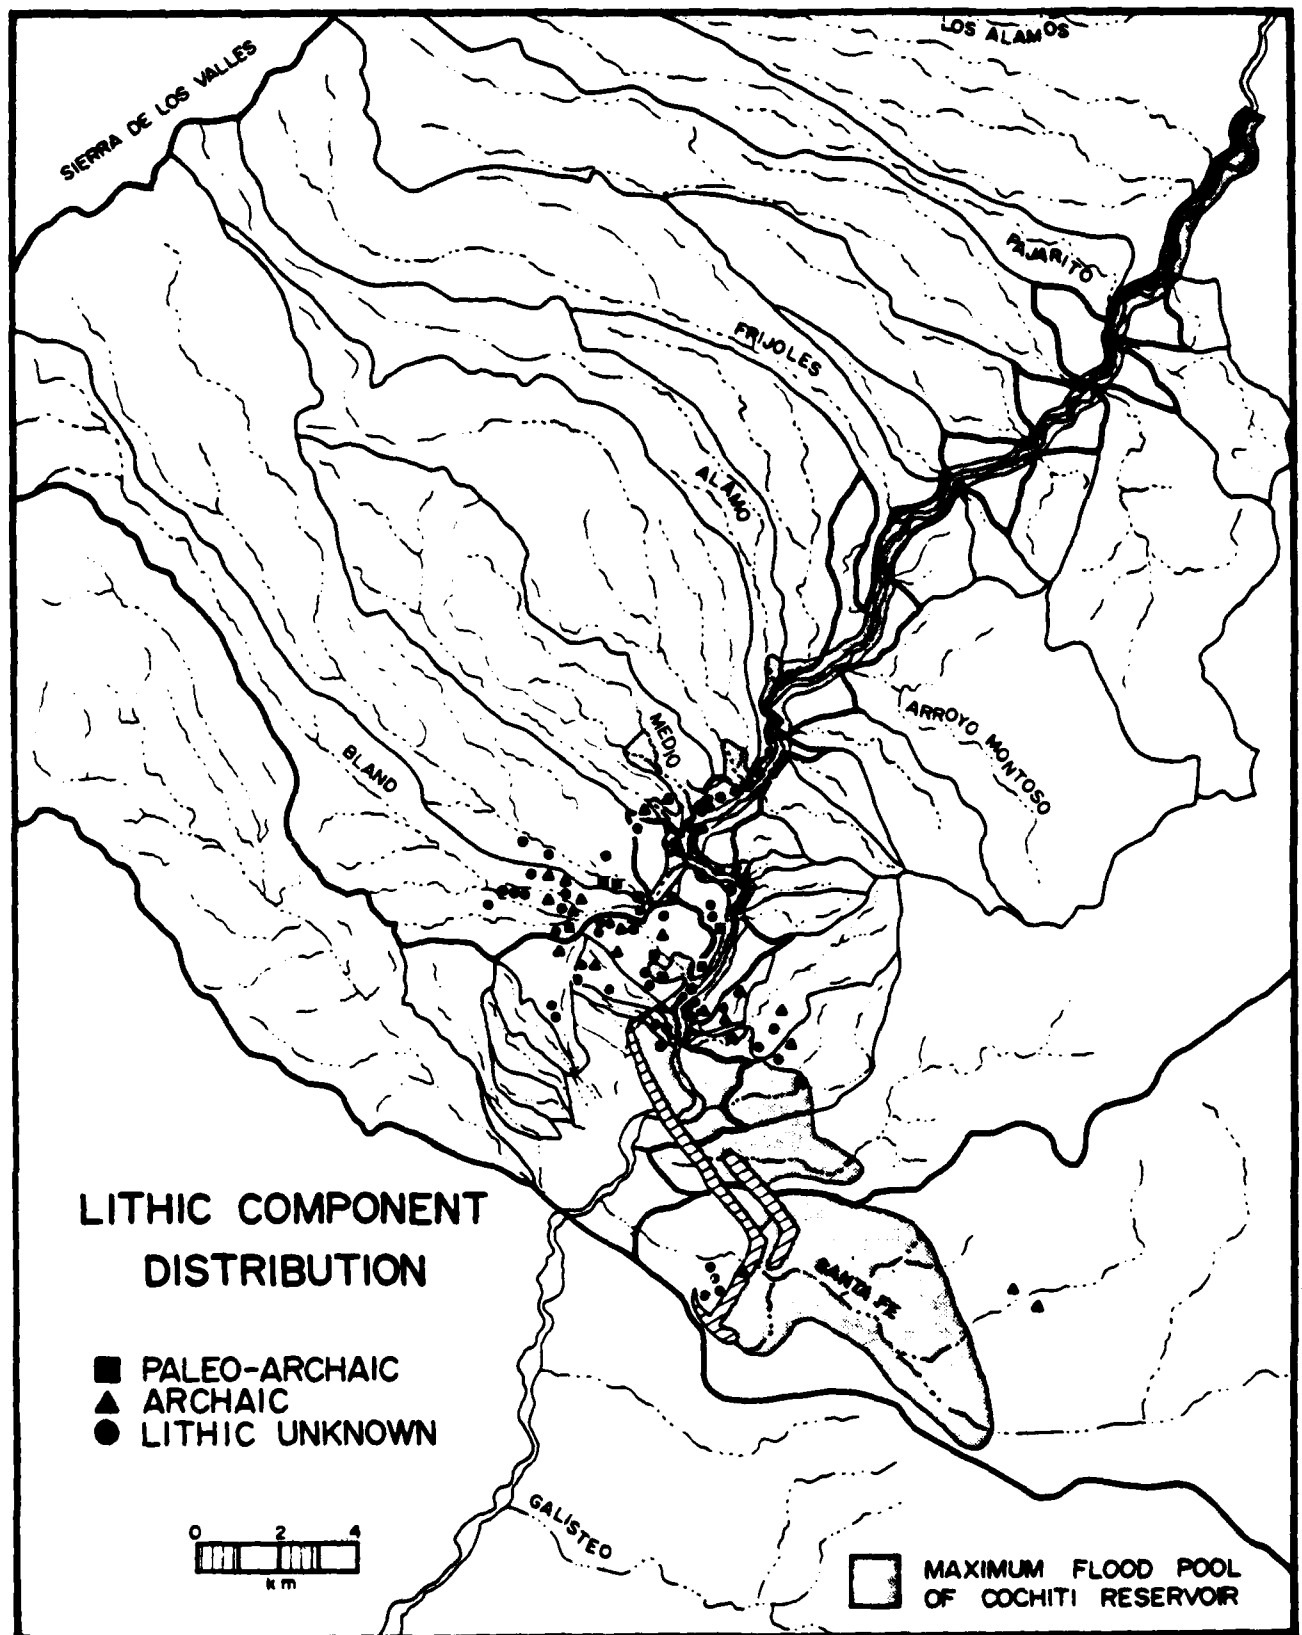 LOS ALAMOS
SIERRA DE LOS VALLES
PAJARITO
FRIJOLES
ALAMO
ARROYO MONTOSO
MEDIO
BLAND
LITHIC COMPONENT
DISTRIBUTION
SANTA FE
PALEO-ARCHAIC
ARCHAIC
LITHIC UNKNOWN
GALISTEO
0 2 4
km
MAXIMUM FLOOD POOL
OF COCHITI RESERVOIR